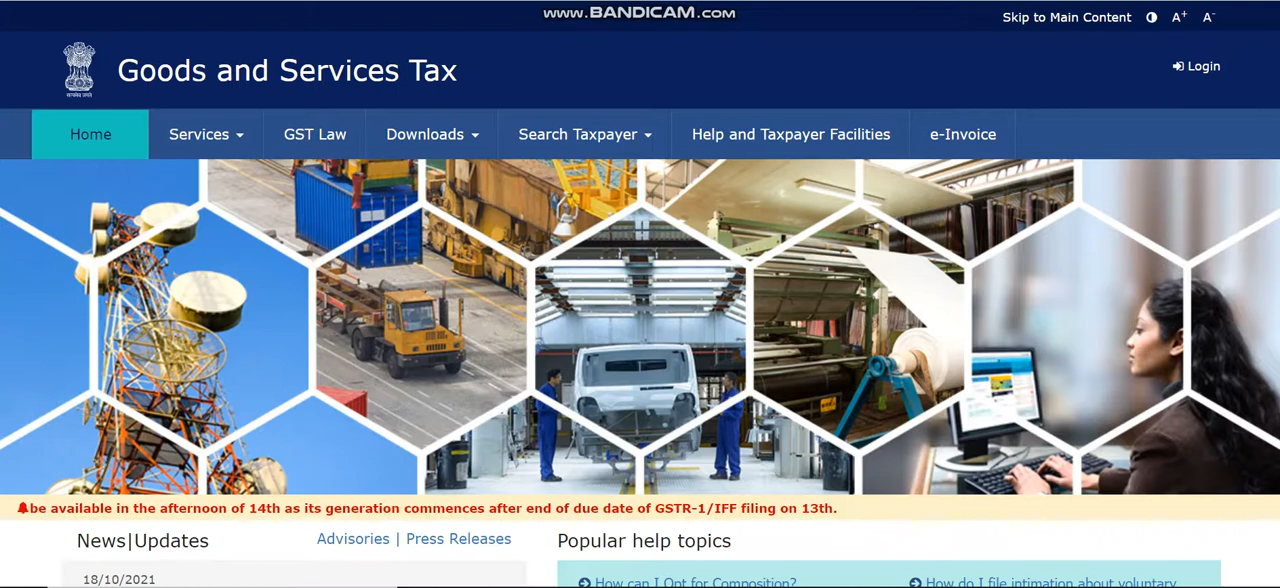 www.BANDICAM.com
Skip to Main Content A+ A-
सत्यमेव जयते
Goods and Services Tax
Login
Home Services GST Law Downloads Search Taxpayer Help and Taxpayer Facilities e-Invoice
be available in the afternoon of 14th as its generation commences after end of due date of GSTR-1/IFF filing on 13th.
News|Updates Advisories | Press Releases Popular help topics
18/10/2021
How can I Opt for Composition? How do I file intimation about voluntary